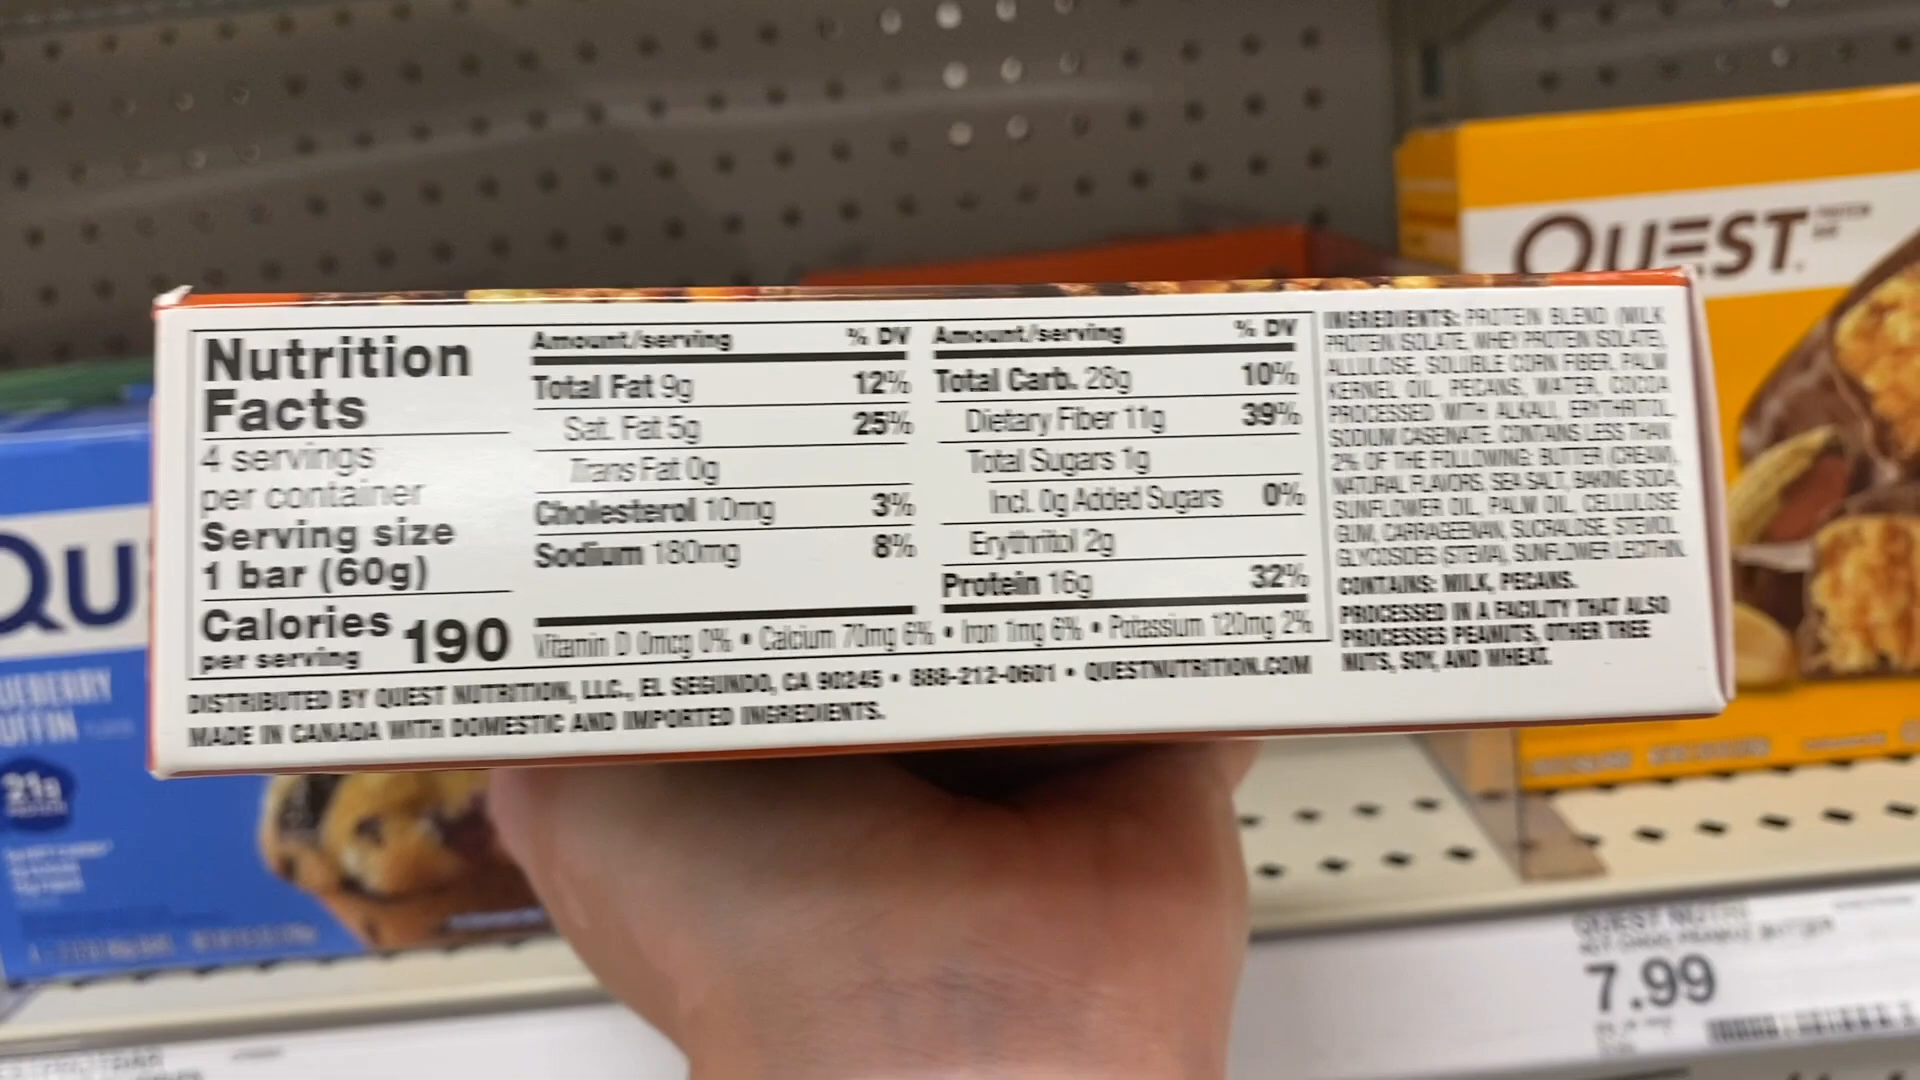 Nutrition
Facts
4 servings
per container
Serving size
1 bar (60g)
Calories
per serving
190
Amount/serving % DV
Total Fat 9g 12%
Sat. Fat 5g 25%
Trans Fat 0g
Cholesterol 10mg 3%
Sodium 180mg 8%
Amount/serving % DV
Total Carb. 28g 10%
Dietary Fiber 11g 39%
Total Sugars 1g
Incl. 0g Added Sugars 0%
Erythritol 2g
Protein 16g 32%
Vitamin D 0mcg 0% • Calcium 70mg 6% • Iron 1mg 6% • Potassium 120mg 2%
DISTRIBUTED BY QUEST NUTRITION, LLC., EL SEGUNDO, CA 90245 • 888-212-0601 • QUESTNUTRITION.COM
MADE IN CANADA WITH DOMESTIC AND IMPORTED INGREDIENTS.
INGREDIENTS: PROTEIN BLEND (MILK
PROTEIN ISOLATE, WHEY PROTEIN ISOLATE),
ALLULOSE, SOLUBLE CORN FIBER, PALM
KERNEL OIL, PECANS, WATER, COCOA
PROCESSED WITH ALKALI, ERYTHRITOL,
SODIUM CASEINATE. CONTAINS LESS THAN
2% OF THE FOLLOWING: BUTTER (CREAM),
NATURAL FLAVORS, SEA SALT, BAKING SODA,
SUNFLOWER OIL, PALM OIL, CELLULOSE
GUM, CARRAGEENAN, SUCRALOSE, STEVIOL
GLYCOSIDES (STEVIA), SUNFLOWER LECITHIN.
CONTAINS: MILK, PECANS.
PROCESSED IN A FACILITY THAT ALSO
PROCESSES PEANUTS, OTHER TREE
NUTS, SOY, AND WHEAT.
QUEST
QU
UEBERRY
UFFIN
21g
QUEST NUTRI
7.99